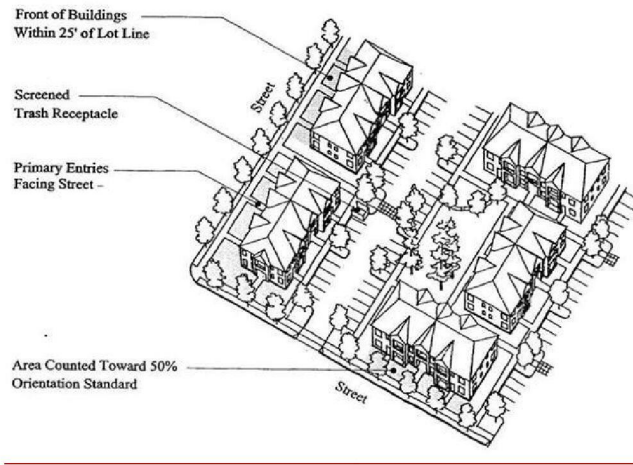 Front of Buildings
Within 25' of Lot Line
Street
Screened
Trash Receptacle
Primary Entries
Facing Street –
Area Counted Toward 50%
Orientation Standard
Street